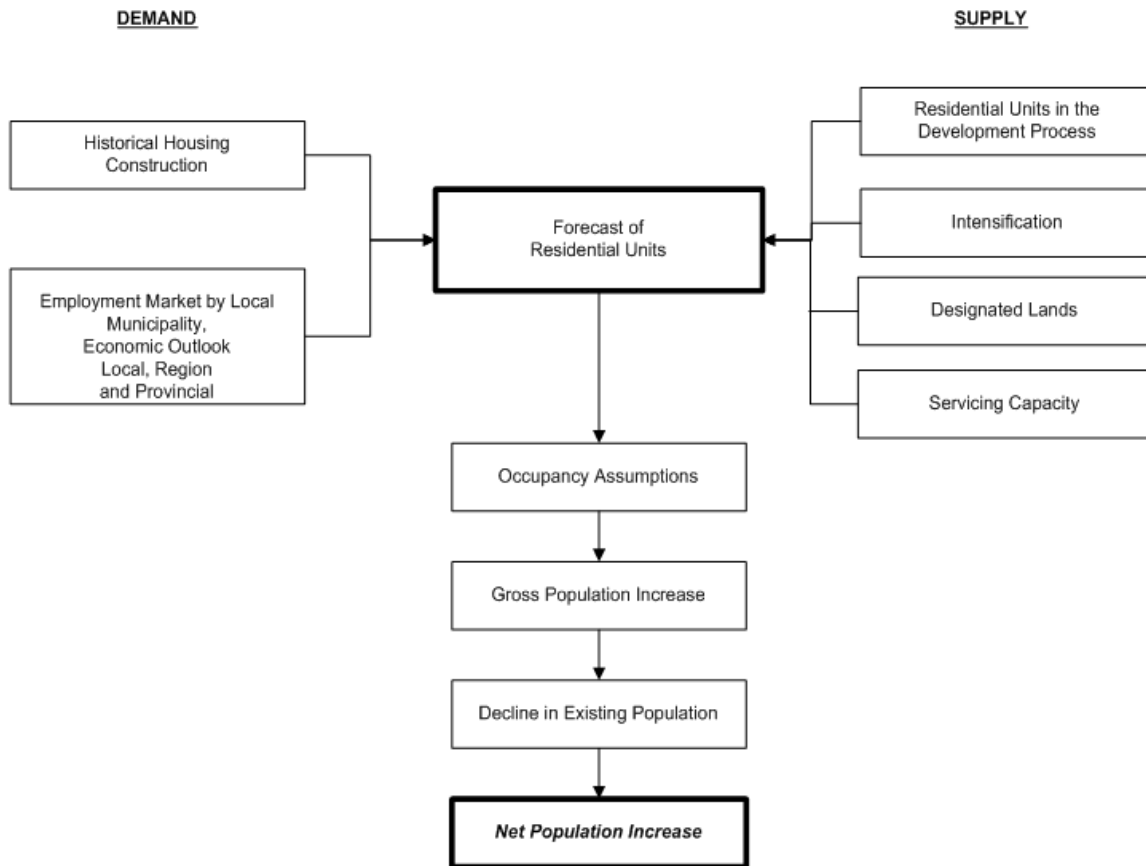 DEMAND
SUPPLY
Historical Housing
Construction
Employment Market by Local
Municipality,
Economic Outlook
Local, Region
and Provincial
Forecast of
Residential Units
Residential Units in the
Development Process
Intensification
Designated Lands
Servicing Capacity
Occupancy Assumptions
Gross Population Increase
Decline in Existing Population
Net Population Increase